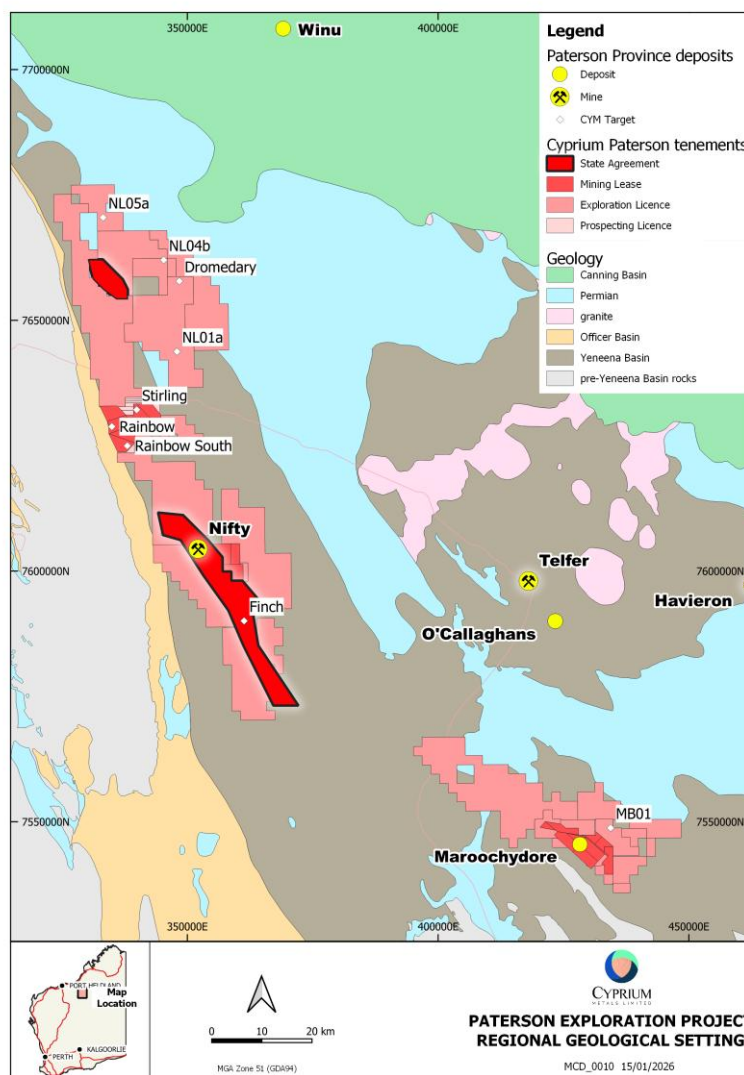 350000E
400000E
Winu
7700000N
Legend
Paterson Province deposits
Deposit
Mine
CYM Target
Cyprium Paterson tenements
State Agreement
Mining Lease
Exploration Licence
Prospecting Licence
Geology
Canning Basin
Permian
granite
Officer Basin
Yeneena Basin
pre-Yeneena Basin rocks
NL05a
NL04b
Dromedary
7650000N
NL01a
Stirling
Rainbow
Rainbow South
Nifty
Telfer
7600000N
7600000N
Havieron
Finch
O'Callaghans
MB01
7550000N
7550000N
Maroochydore
350000E
400000E
450000E
PORT HEDLAND
Map
Location
KALGOORLIE
PERTH
0 10 20 km
MGA Zone 51 (GDA94)
CYPRIUM
METALS LIMITED
PATERSON EXPLORATION PROJECT
REGIONAL GEOLOGICAL SETTING
MCD_0010 15/01/2026